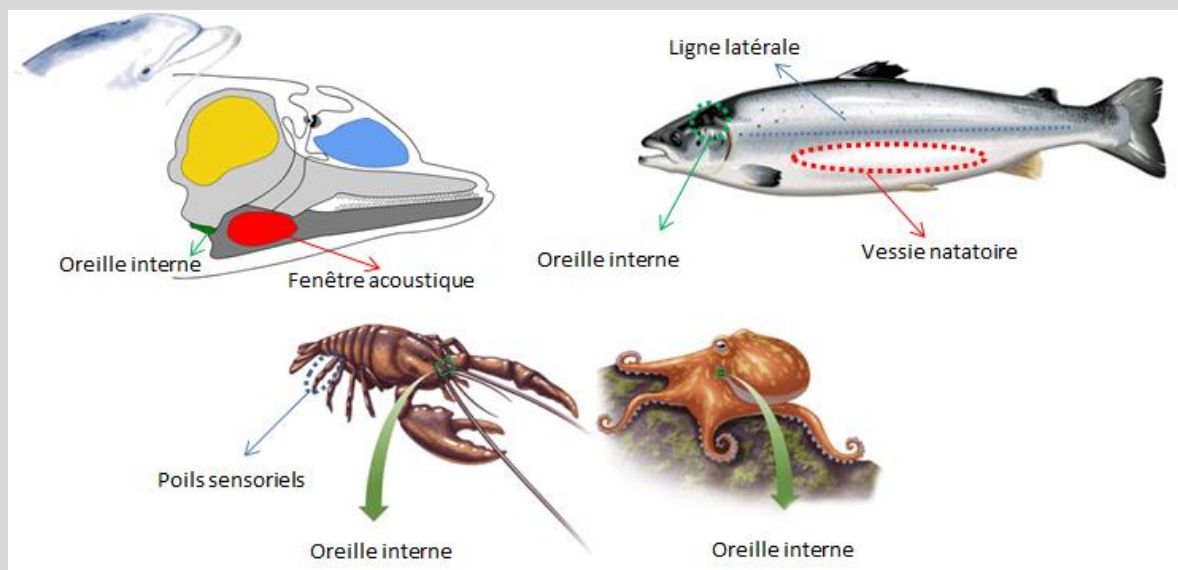 Ligne latérale
Oreille interne
Fenêtre acoustique
Oreille interne
Vessie natatoire
Poils sensoriels
Oreille interne
Oreille interne